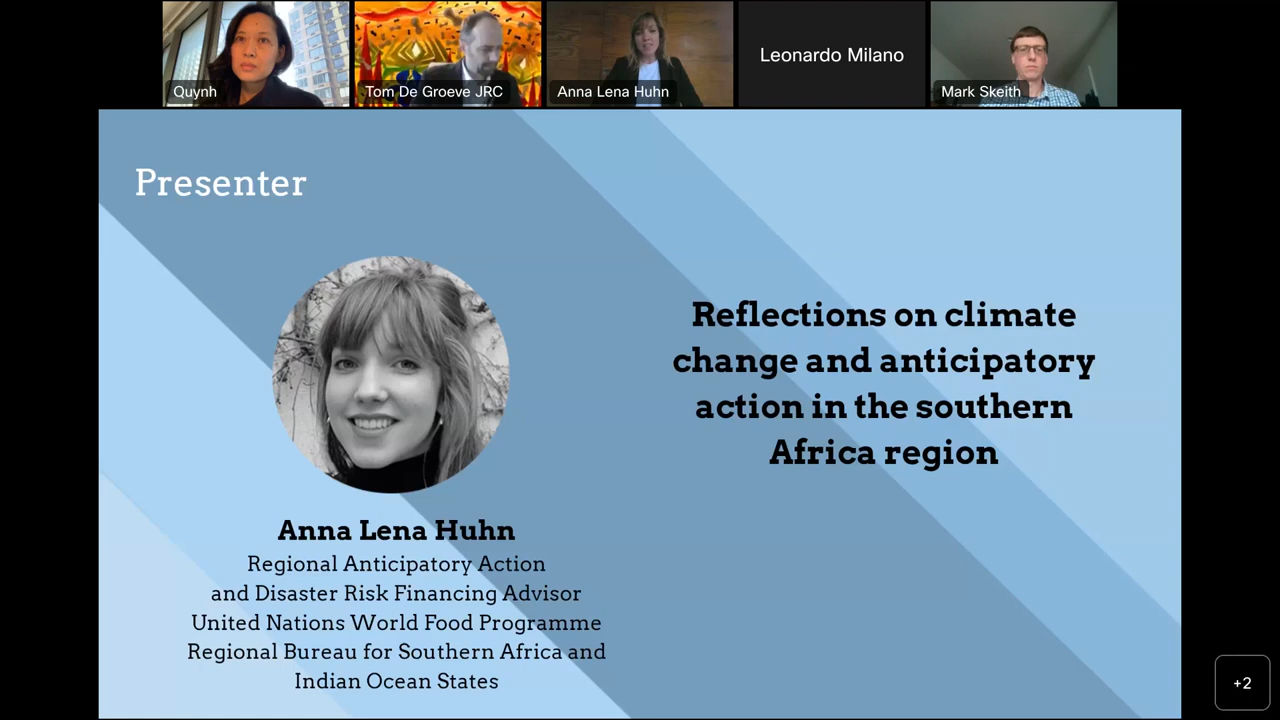 Quynh
Tom De Groeve JRC
Anna Lena Huhn
Leonardo Milano
Mark Skeith
Presenter
Reflections on climate
change and anticipatory
action in the southern
Africa region
Anna Lena Huhn
Regional Anticipatory Action
and Disaster Risk Financing Advisor
United Nations World Food Programme
Regional Bureau for Southern Africa and
Indian Ocean States
+2